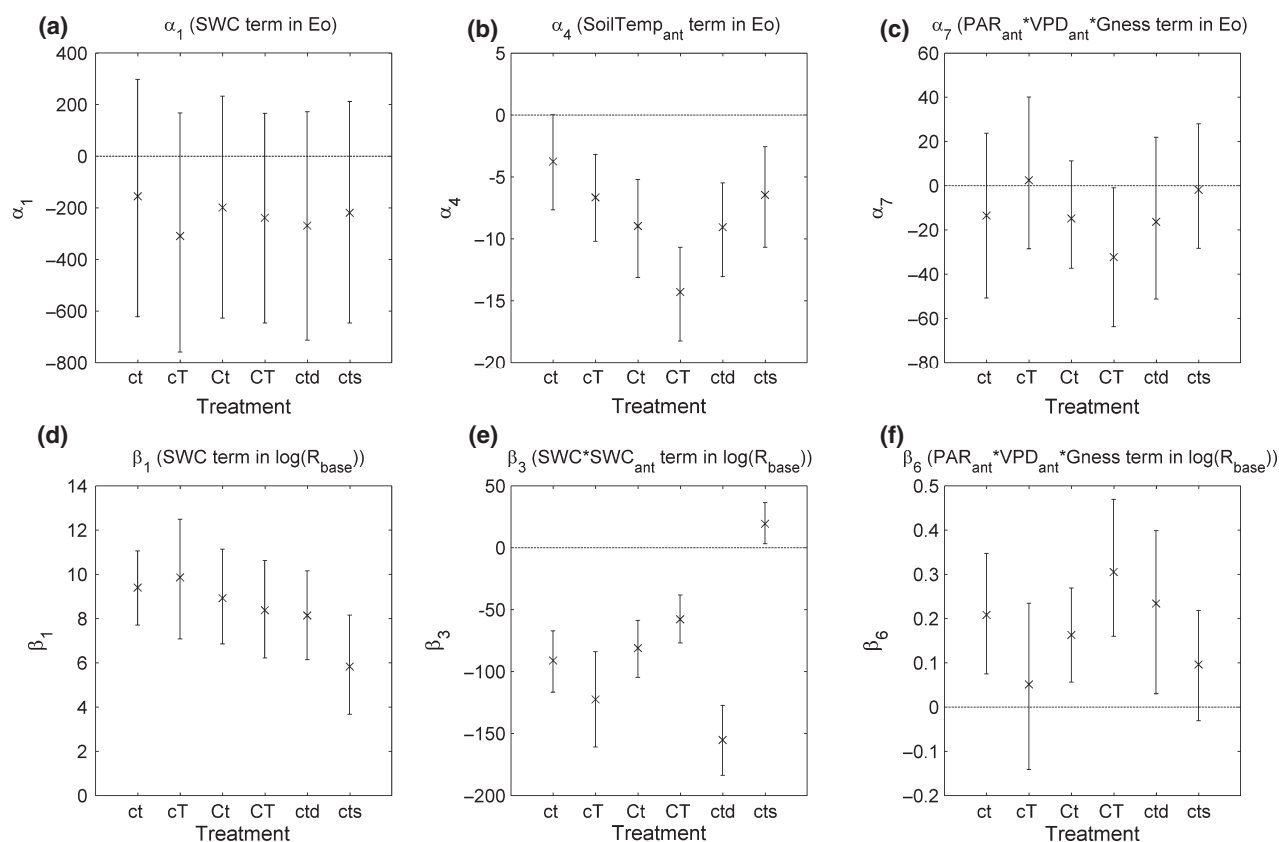 (a)
α1 (SWC term in Eo)
400
200
0
−200
−400
−600
−800
α1
ct cT Ct CT ctd cts
Treatment
(b)
α4 (SoilTempant term in Eo)
5
0
−5
−10
−15
−20
α4
ct cT Ct CT ctd cts
Treatment
(c)
α7 (PARant*VPDant*Gness term in Eo)
60
40
20
0
−20
−40
−60
−80
α7
ct cT Ct CT ctd cts
Treatment
(d)
β1 (SWC term in log(Rbase))
14
12
10
8
6
4
2
0
β1
ct cT Ct CT ctd cts
Treatment
(e)
β3 (SWC*SWCant term in log(Rbase))
50
0
−50
−100
−150
−200
β3
ct cT Ct CT ctd cts
Treatment
(f)
β6 (PARant*VPDant*Gness term in log(Rbase))
0.5
0.4
0.3
0.2
0.1
0
−0.1
0.2
β6
ct cT Ct CT ctd cts
Treatment